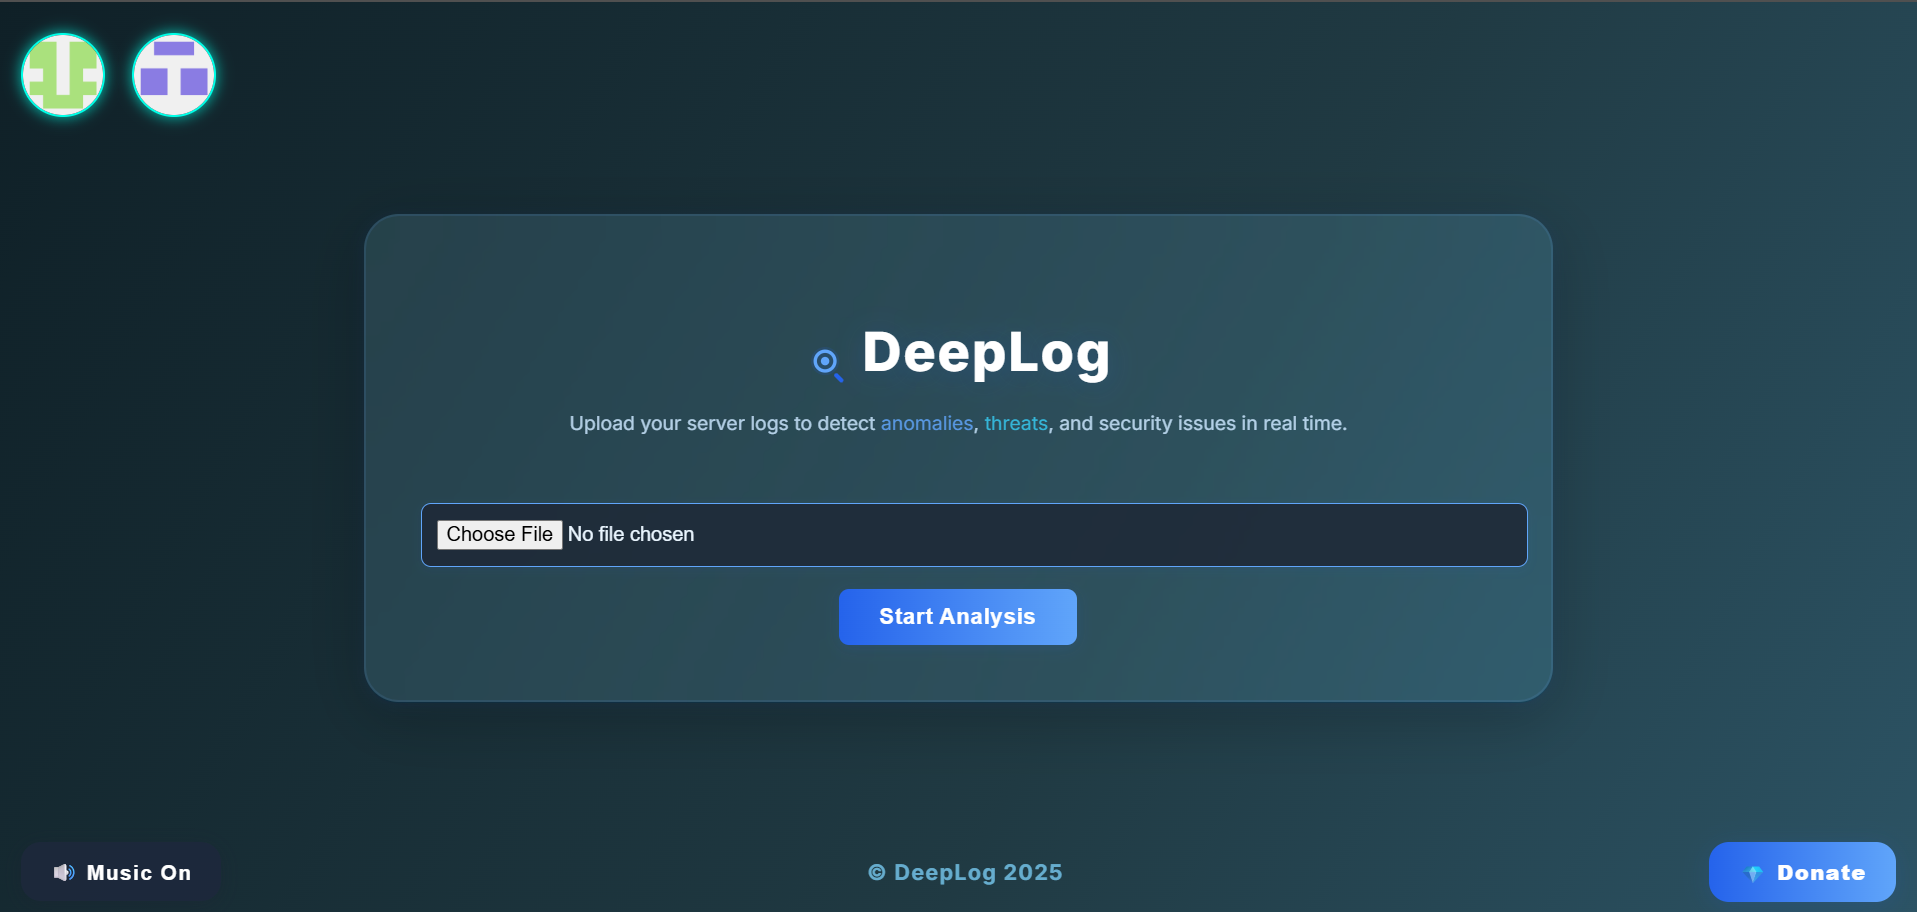 DeepLog
Upload your server logs to detect anomalies, threats, and security issues in real time.
Choose File No file chosen
Start Analysis
Music On
© DeepLog 2025
Donate